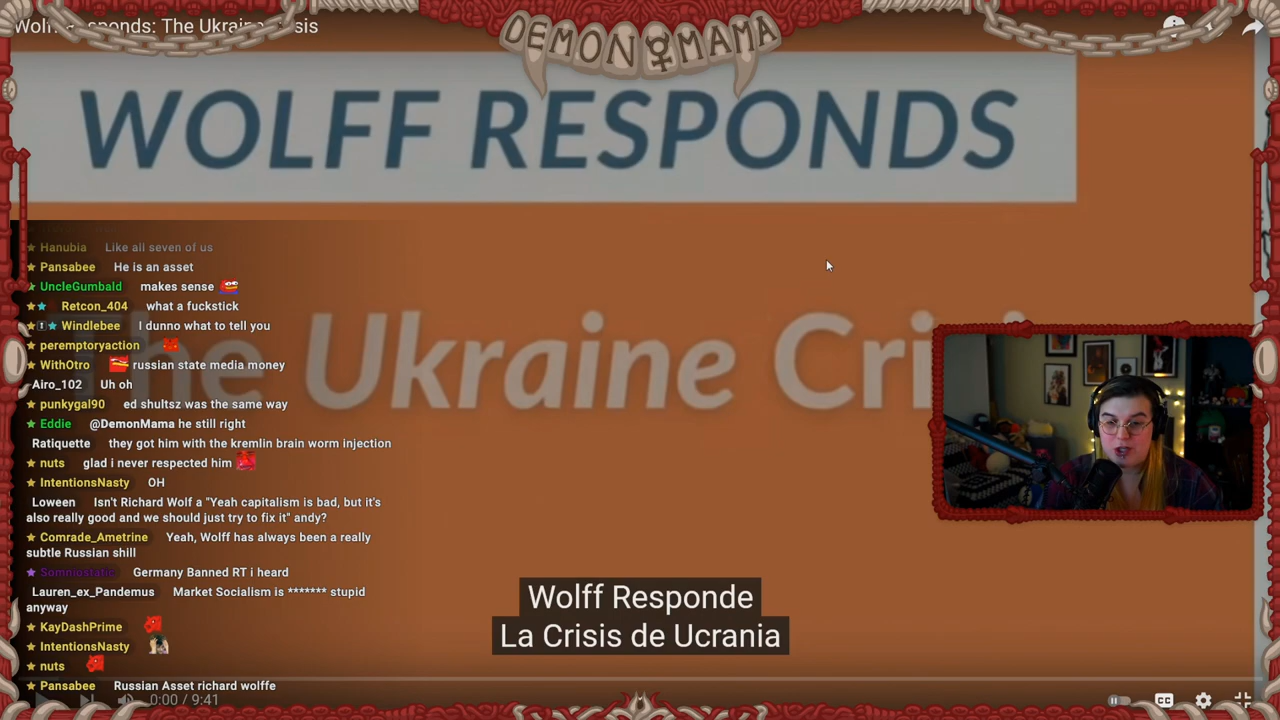 Wolff Responds: The Ukraine Crisis
DEMON MAMA
WOLFF RESPONDS
The Ukraine Cri
Hanubia Like all seven of us
Pansabee He is an asset
UncleGumbald makes sense
Retcon_404 what a fuckstick
Windlebee I dunno what to tell you
peremptoryaction
WithOtro russian state media money
Airo_102 Uh oh
punkygal90 ed shultsz was the same way
Eddie @DemonMama he still right
Ratiquette they got him with the kremlin brain worm injection
nuts glad i never respected him
IntentionsNasty OH
Loween Isn't Richard Wolf a "Yeah capitalism is bad, but it's
also really good and we should just try to fix it" andy?
Comrade_Ametrine Yeah, Wolff has always been a really
subtle Russian shill
Somniostatic Germany Banned RT i heard
Lauren_ex_Pandemus Market Socialism is ******* stupid
anyway
KayDashPrime
IntentionsNasty
nuts
Pansabee Russian Asset richard wolffe
Wolff Responde
La Crisis de Ucrania
0:00 / 9:41
CC